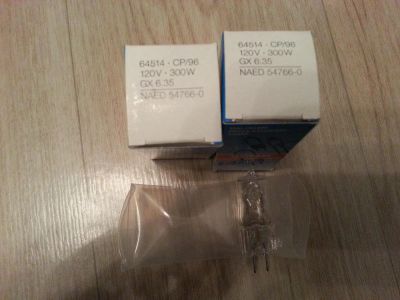 64514 - CP/96
120V - 300W
GX 6.35
NAED 54766-0
64514 - CP/96
120V - 300W
GX 6.35
NAED 54766-0